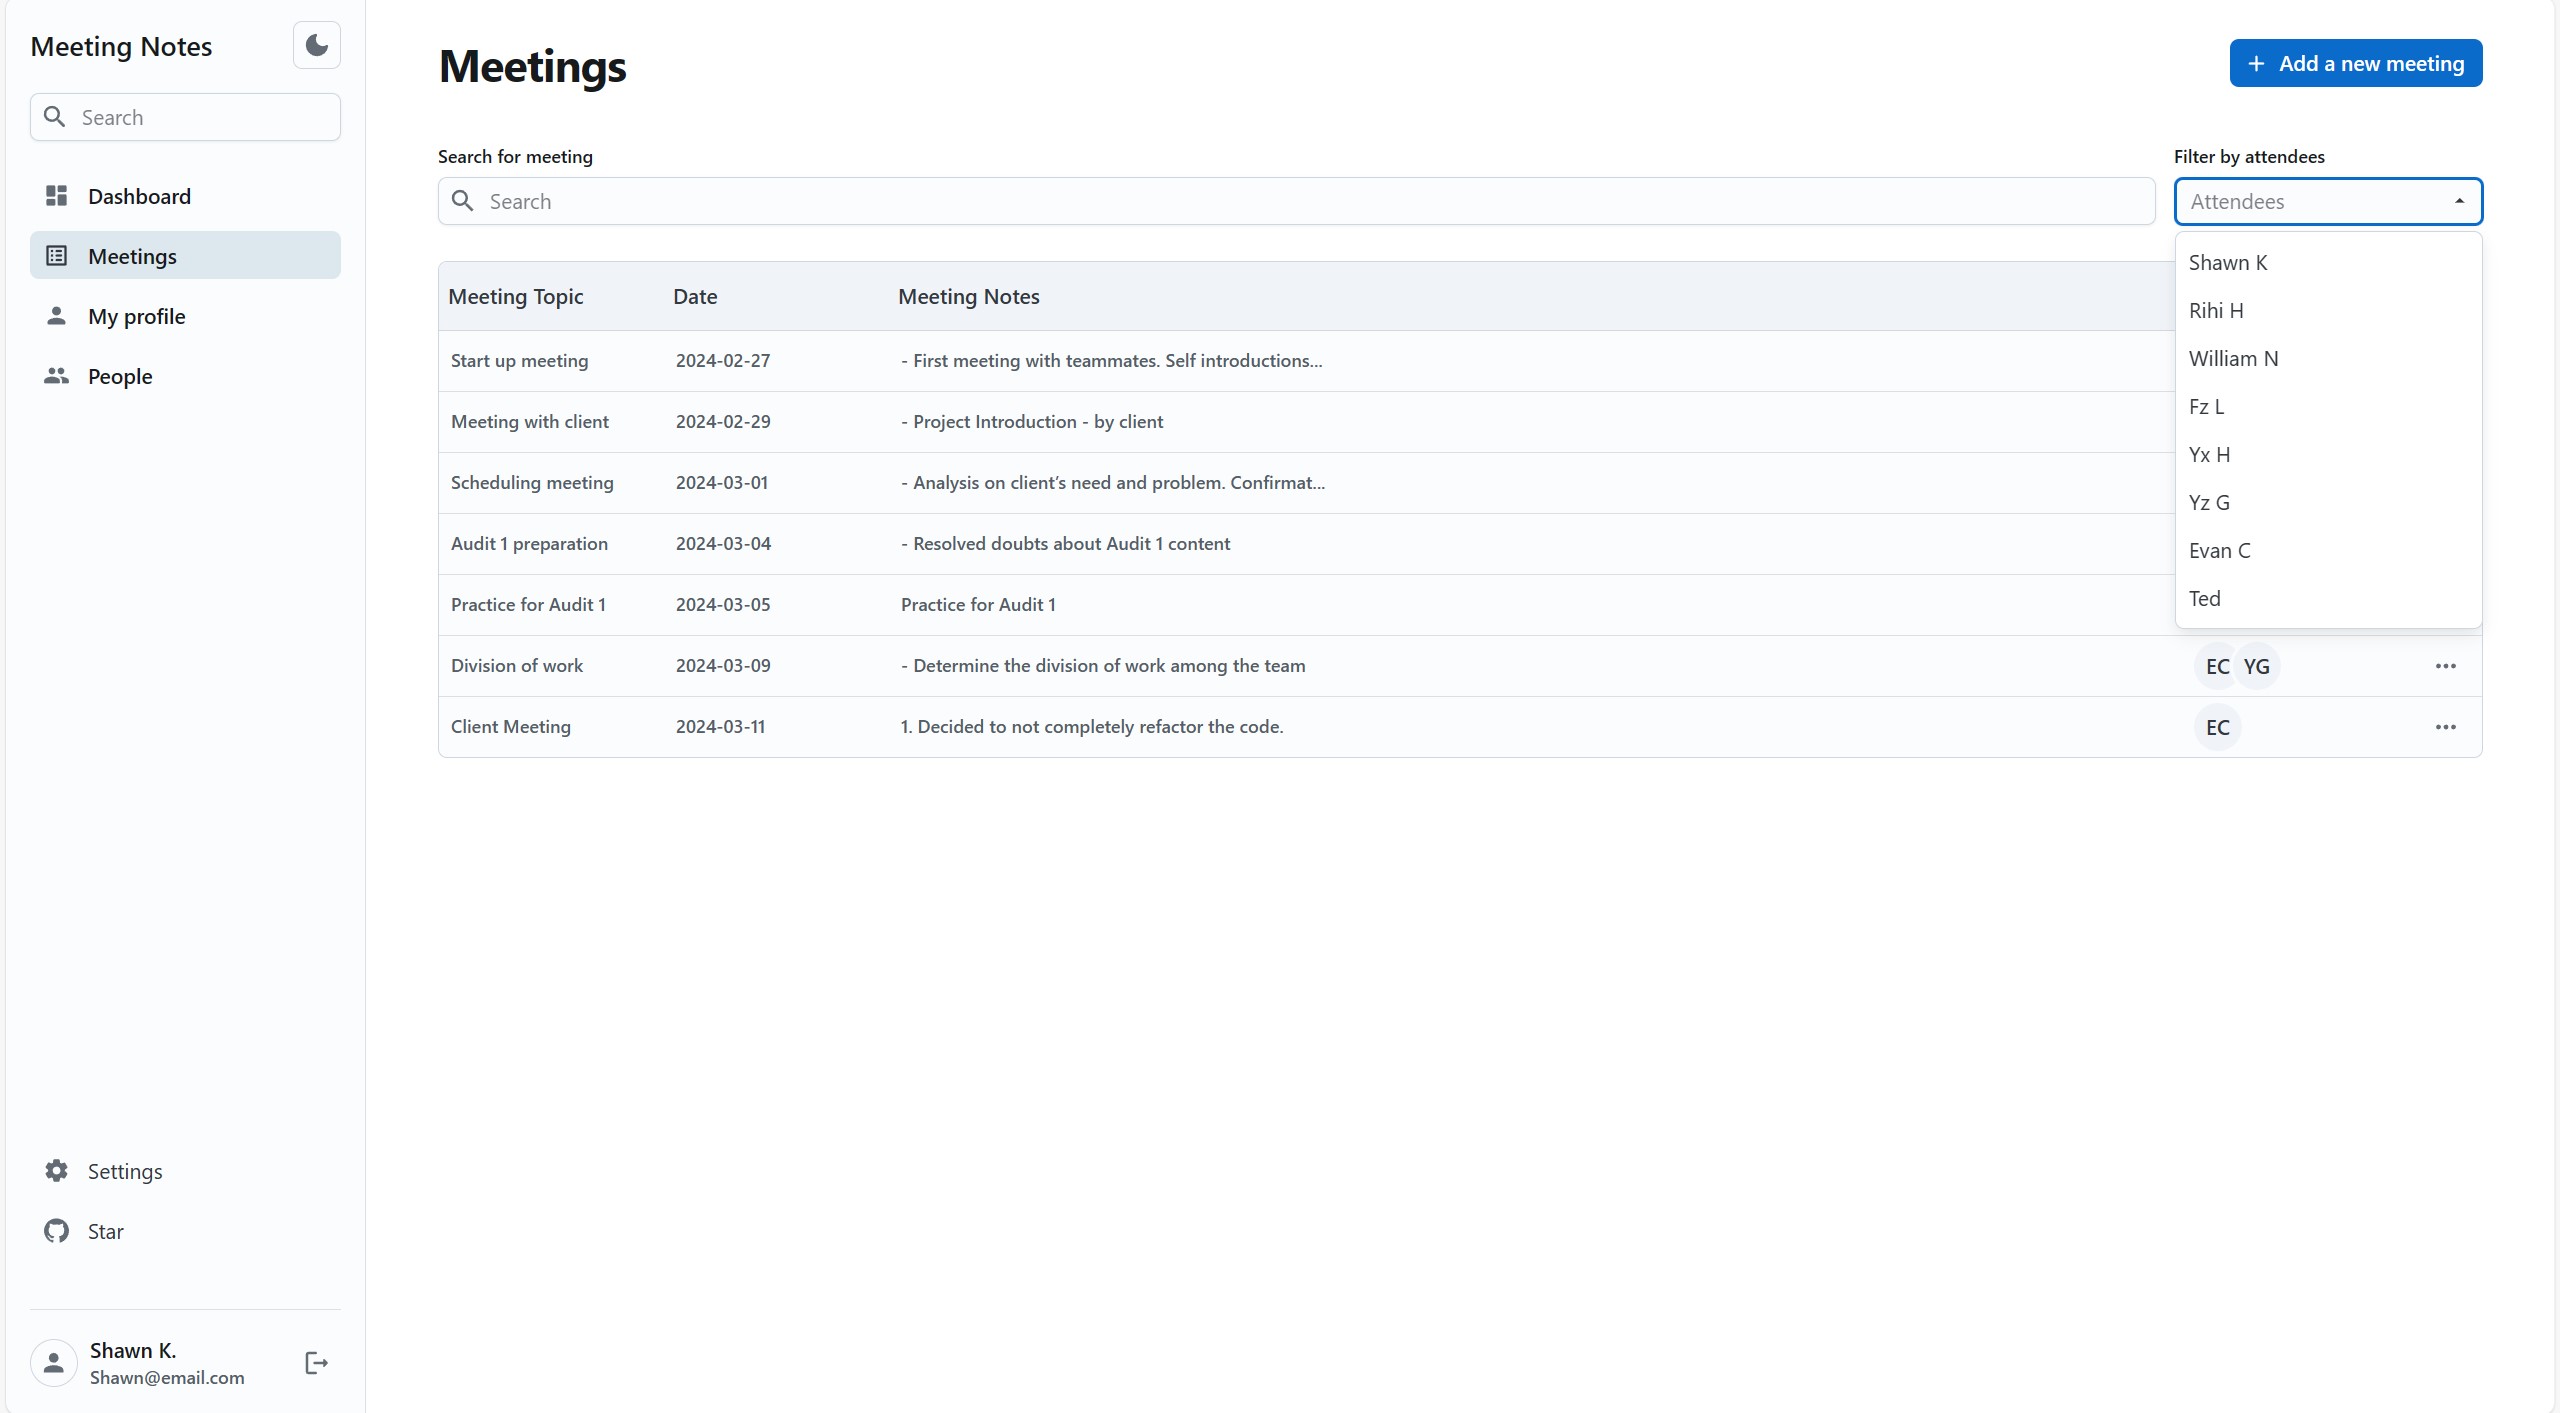 Meeting Notes
Search
Dashboard
Meetings
My profile
People
Settings
Star
Shawn K.
Shawn@email.com
Meetings
Add a new meeting
Search for meeting
Search
Filter by attendees
Attendees
Shawn K
Rihi H
William N
Fz L
Yx H
Yz G
Evan C
Ted
Meeting Topic Date Meeting Notes
Start up meeting 2024-02-27 - First meeting with teammates. Self introductions...
Meeting with client 2024-02-29 - Project Introduction - by client
Scheduling meeting 2024-03-01 - Analysis on client's need and problem. Confirmat...
Audit 1 preparation 2024-03-04 - Resolved doubts about Audit 1 content
Practice for Audit 1 2024-03-05 Practice for Audit 1
Division of work 2024-03-09 - Determine the division of work among the team EC YG
Client Meeting 2024-03-11 1. Decided to not completely refactor the code. EC